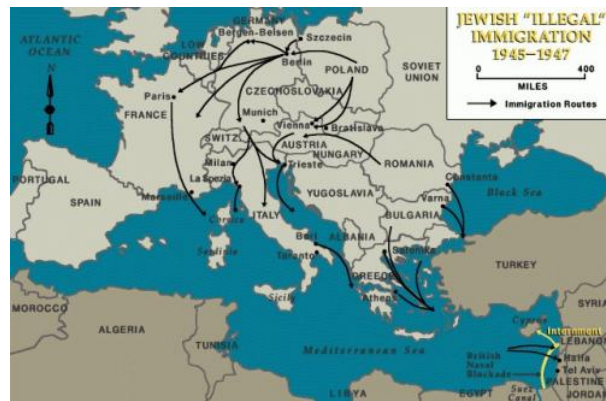 JEWISH "ILLEGAL"
IMMIGRATION
1945–1947
0 400
MILES
Immigration Routes
ATLANTIC
OCEAN
N
GERMANY
Bergen-Belsen
Szczecin
LOW
COUNTRIES
Berlin
POLAND
SOVIET
UNION
Paris
CZECHOSLOVAKIA
FRANCE
Munich
Vienna
Bratislava
SWITZ.
AUSTRIA
HUNGARY
Milan
Trieste
ROMANIA
La Spezia
Constanta
PORTUGAL
SPAIN
Marseille
Corsica
ITALY
YUGOSLAVIA
Varna
Black Sea
BULGARIA
Sardinia
Bari
ALBANIA
Salonika
Taranto
TURKEY
GREECE
Athens
Sicily
MOROCCO
ALGERIA
TUNISIA
Mediterranean Sea
Cyprus
Internment
SYRIA
LEBANON
British
Naval
Blockade
Haifa
Tel Aviv
PALESTINE
Suez
Canal
LIBYA
EGYPT
JORDAN